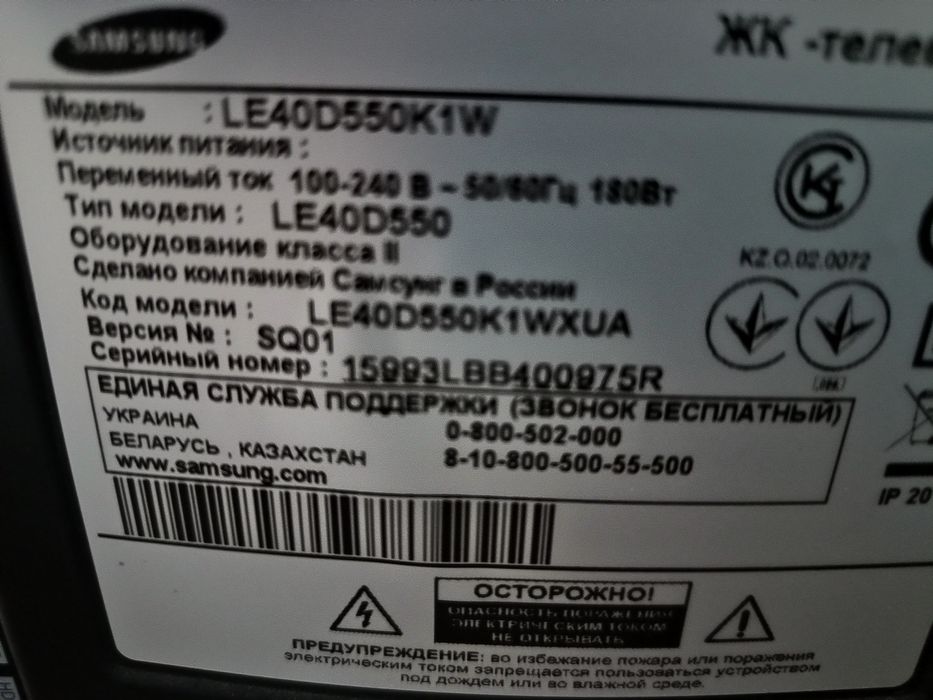 SAMSUNG
ЖК -теле
Модель : LE40D550K1W
Источник питания :
Переменный ток 100-240 В ~ 50/60Гц 180Вт
Тип модели : LE40D550
Оборудование класса II
Сделано компанией Самсунг в России
KZ.O.02.0072
Код модели : LE40D550K1WXUA
Версия № : SQ01
Серийный номер : 15993LBB400975R
ЕДИНАЯ СЛУЖБА ПОДДЕРЖКИ (ЗВОНОК БЕСПЛАТНЫЙ)
УКРАИНА 0-800-502-000
БЕЛАРУСЬ , КАЗАХСТАН 8-10-800-500-55-500
www.samsung.com
IP 20
ОСТОРОЖНО!
ОПАСНОСТЬ ПОРАЖЕНИЯ
ЭЛЕКТРИЧЕСКИМ ТОКОМ
НЕ ОТКРЫВАТЬ
ПРЕДУПРЕЖДЕНИЕ: во избежание пожара или поражения
электрическим током запрещается пользоваться устройством
под дождем или во влажной среде.
HD